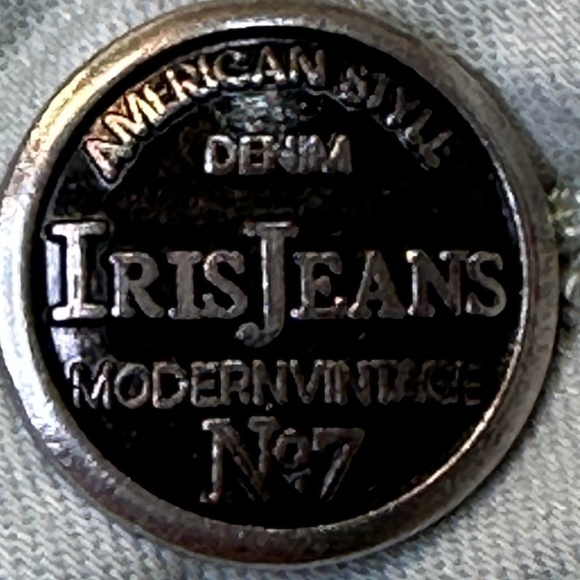 AMERICAN STYLE
DENIM
IRISJEANS
MODERNVINTAGE
No7